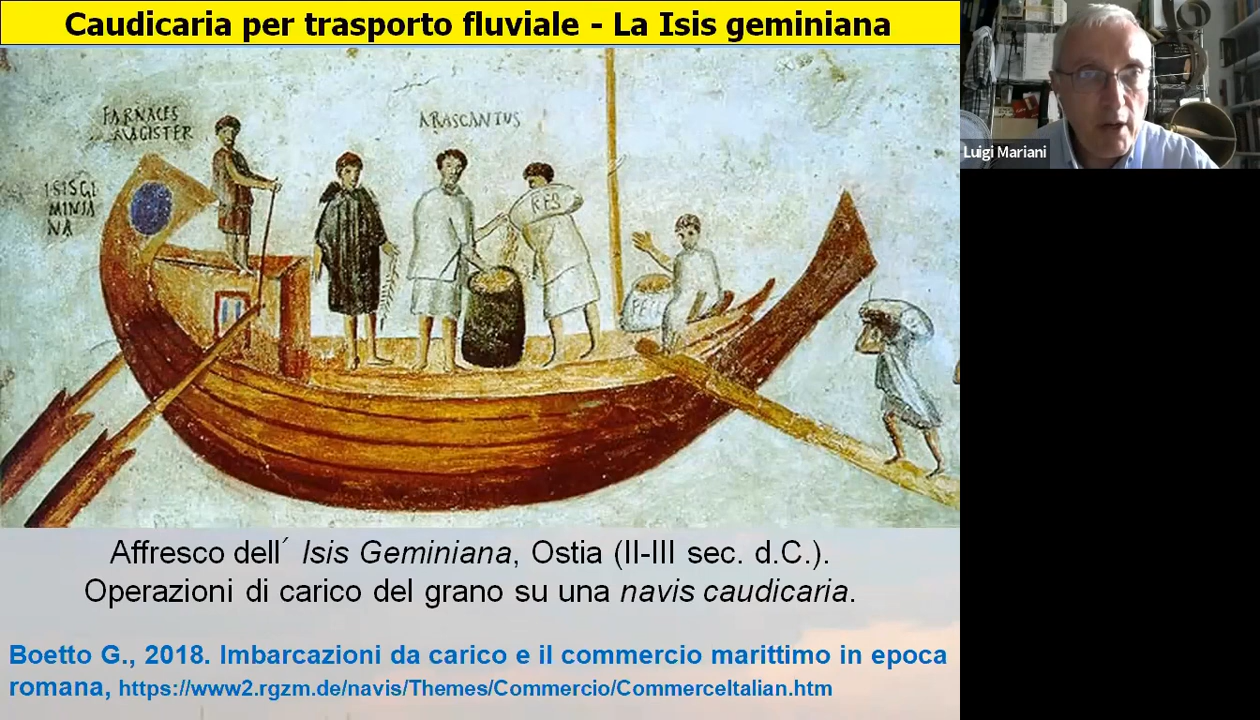 Caudicaria per trasporto fluviale - La Isis geminiana
Luigi Mariani
FARNACES
MAGISTER
ARASCANTUS
ISISGI
MINIA
NA
RES
Affresco dell´ Isis Geminiana, Ostia (II-III sec. d.C.).
Operazioni di carico del grano su una navis caudicaria.
Boetto G., 2018. Imbarcazioni da carico e il commercio marittimo in epoca
romana, https://www2.rgzm.de/navis/Themes/Commercio/CommerceItalian.htm